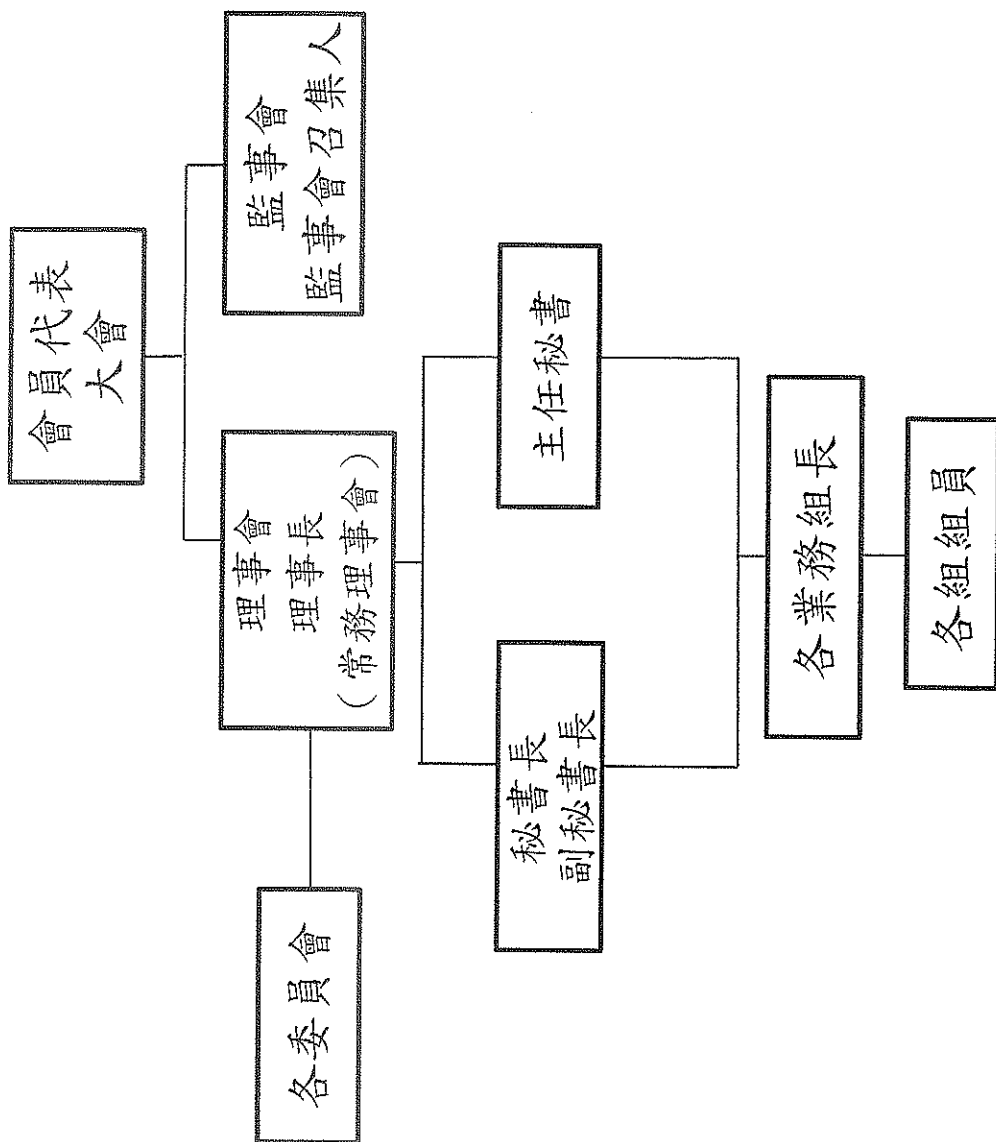 會員代表
大會
監事會
監事會召集人
理事會
理事長
(常務理事會)
各委員會
秘書長
副秘書長
主任秘書
各業務組長
各組組員